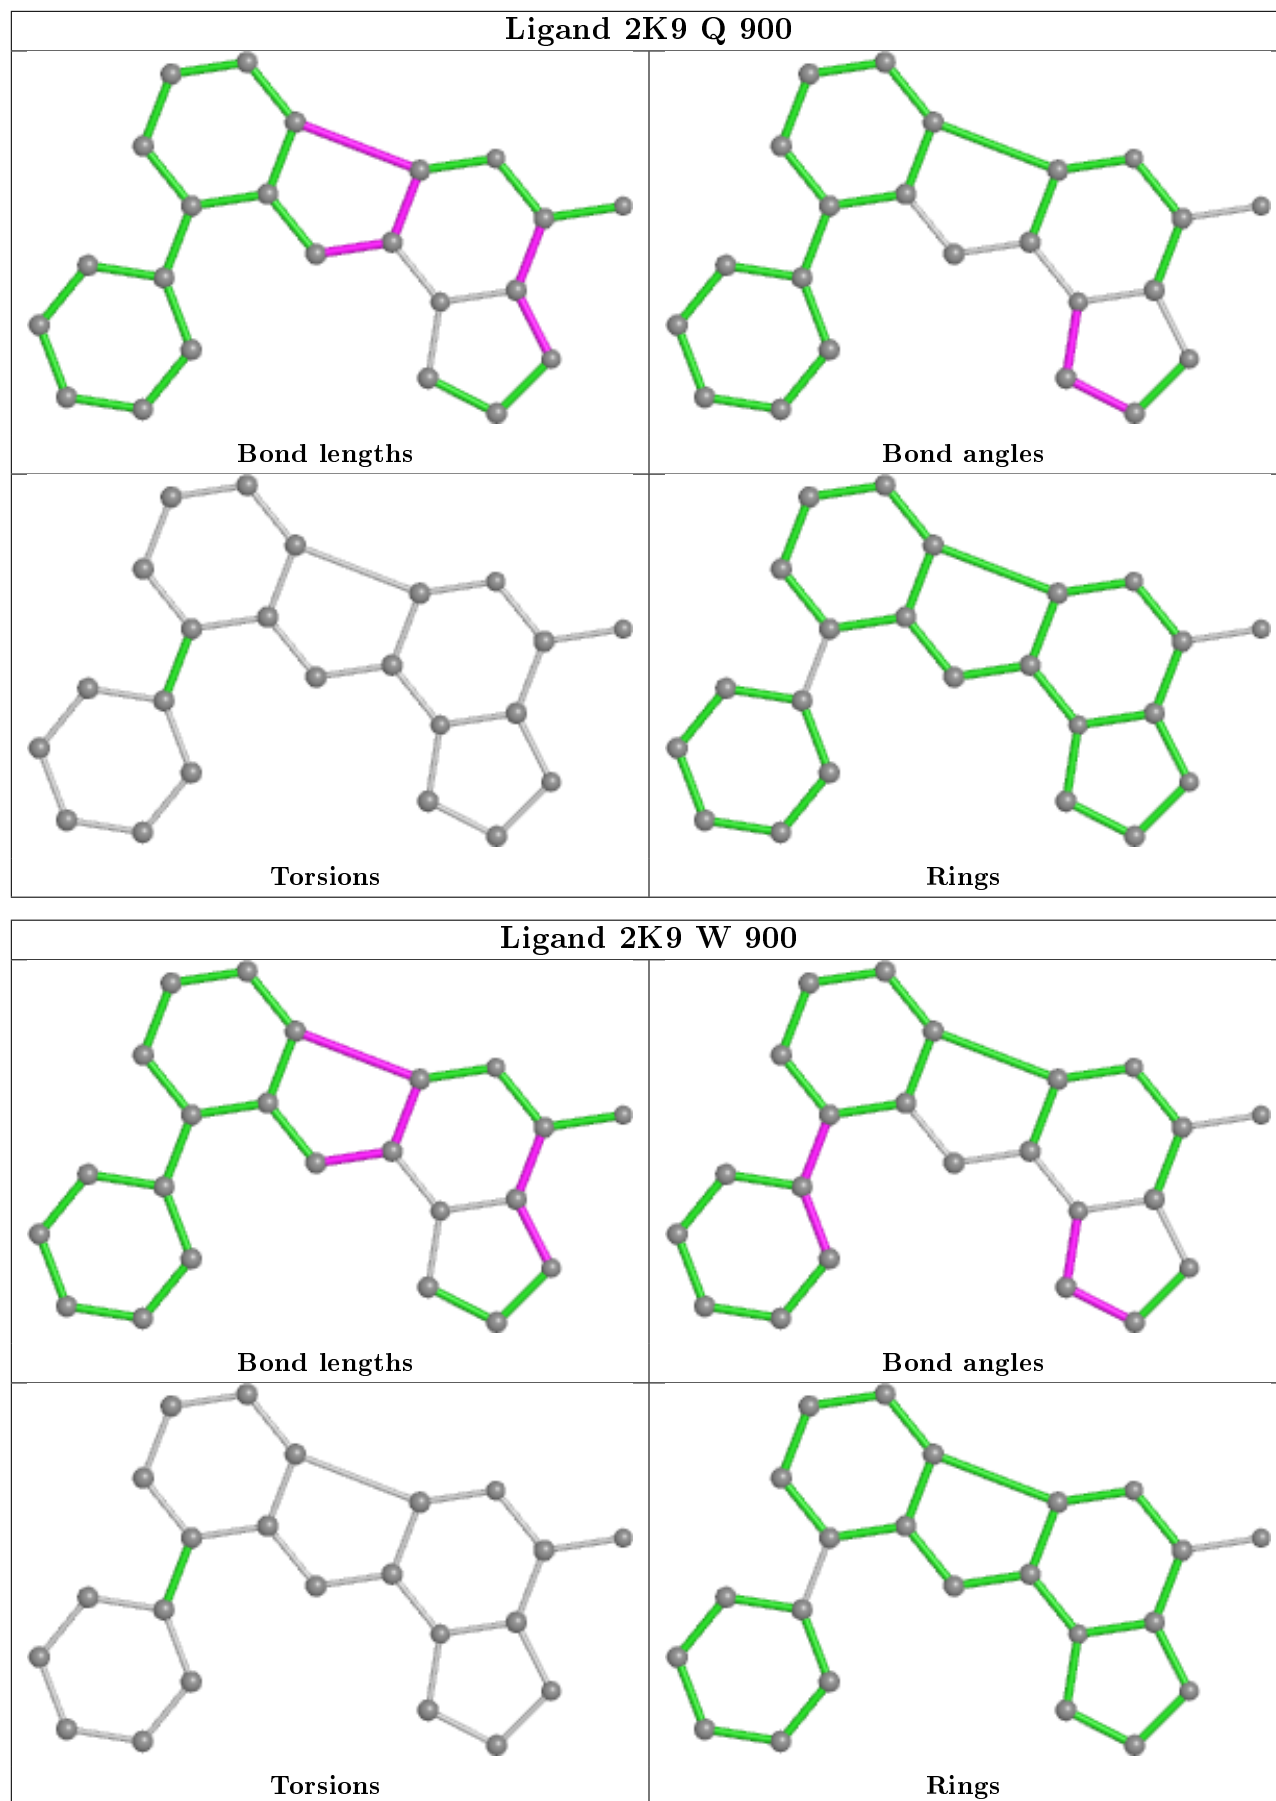 Ligand 2K9 Q 900
Bond lengths
Bond angles
Torsions
Rings
Ligand 2K9 W 900
Bond lengths
Bond angles
Torsions
Rings